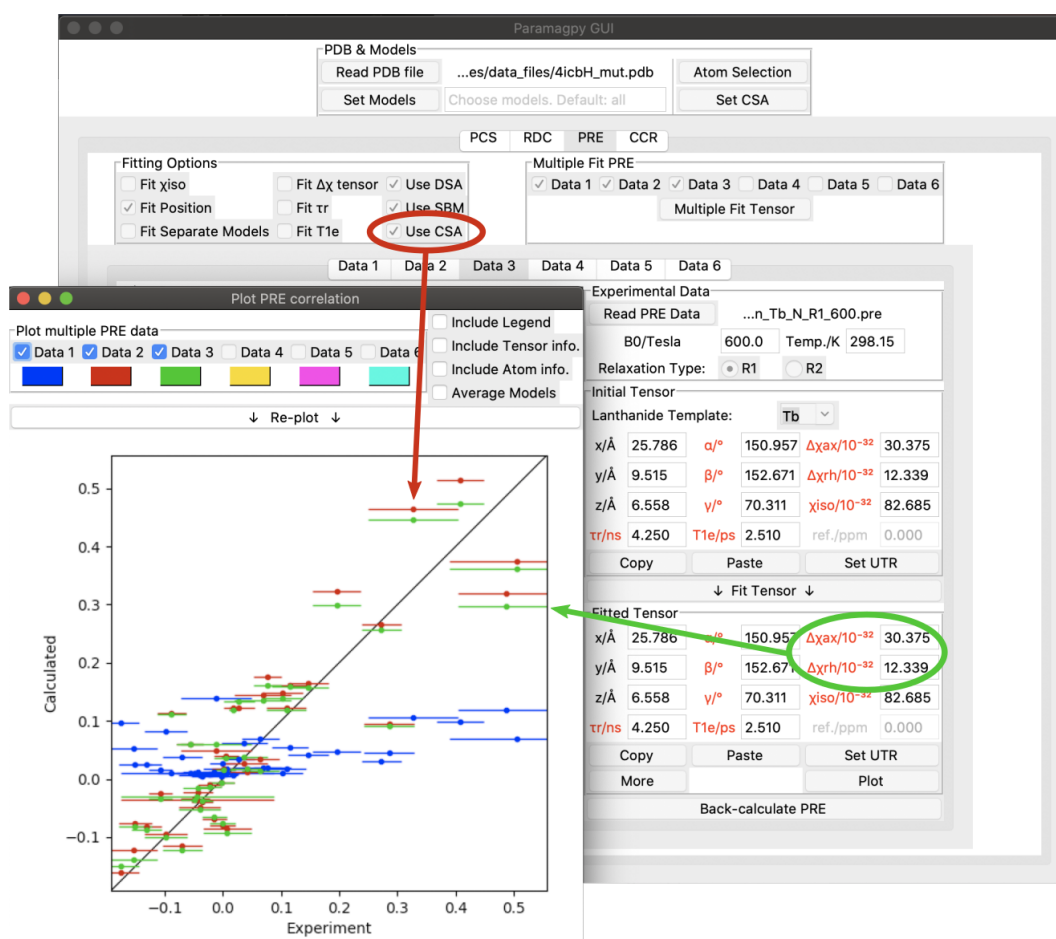 Paramagpy GUI
PDB & Models
Read PDB file ...es/data_files/4icbH_mut.pdb Atom Selection
Set Models Choose models. Default: all Set CSA
PCS RDC PRE CCR
Fitting Options
Fit χiso Fit Δχ tensor Use DSA
Fit Position Fit τr Use SBM
Fit Separate Models Fit T1e Use CSA
Multiple Fit PRE
Data 1 Data 2 Data 3 Data 4 Data 5 Data 6
Multiple Fit Tensor
Data 1 Data 2 Data 3 Data 4 Data 5 Data 6
Plot PRE correlation
Plot multiple PRE data
Data 1 Data 2 Data 3 Data 4 Data 5 Data 6
Include Legend
Include Tensor info.
Include Atom info.
Average Models
↓ Re-plot ↓
0.5
0.4
0.3
0.2
0.1
0.0
−0.1
Calculated
−0.1 0.0 0.1 0.2 0.3 0.4 0.5
Experiment
Experimental Data
Read PRE Data ...n_Tb_N_R1_600.pre
B0/Tesla 600.0 Temp./K 298.15
Relaxation Type: R1 R2
Initial Tensor
Lanthanide Template: Tb
x/Å 25.786 α/° 150.957 Δχax/10⁻³² 30.375
y/Å 9.515 β/° 152.671 Δχrh/10⁻³² 12.339
z/Å 6.558 γ/° 70.311 χiso/10⁻³² 82.685
τr/ns 4.250 T1e/ps 2.510 ref./ppm 0.000
Copy Paste Set UTR
↓ Fit Tensor ↓
Fitted Tensor
x/Å 25.786 α/° 150.957 Δχax/10⁻³² 30.375
y/Å 9.515 β/° 152.671 Δχrh/10⁻³² 12.339
z/Å 6.558 γ/° 70.311 χiso/10⁻³² 82.685
τr/ns 4.250 T1e/ps 2.510 ref./ppm 0.000
Copy Paste Set UTR
More Plot
Back-calculate PRE